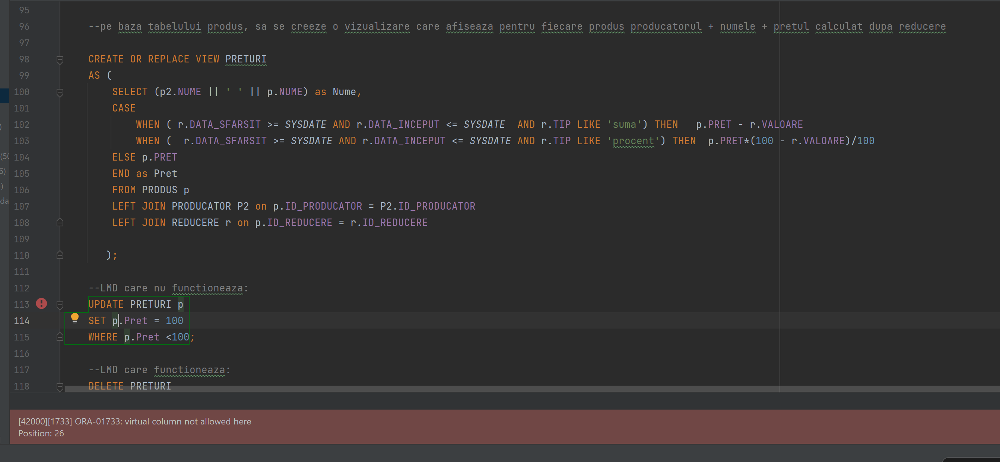 95
96 --pe baza tabelului produs, sa se creeze o vizualizare care afiseaza pentru fiecare produs producatorul + numele + pretul calculat dupa reducere
97
98 CREATE OR REPLACE VIEW PRETURI
99 AS (
100 SELECT (p2.NUME || ' ' || p.NUME) as Nume,
101 CASE
) 102 WHEN ( r.DATA_SFARSIT >= SYSDATE AND r.DATA_INCEPUT <= SYSDATE  AND r.TIP LIKE 'suma') THEN   p.PRET - r.VALOARE
103 WHEN (  r.DATA_SFARSIT >= SYSDATE AND r.DATA_INCEPUT <= SYSDATE AND r.TIP LIKE 'procent') THEN  p.PRET*(100 - r.VALOARE)/100
(50 104 ELSE p.PRET
6) 105 END as Pret
) 106 FROM PRODUS p
da 107 LEFT JOIN PRODUCATOR P2 on p.ID_PRODUCATOR = P2.ID_PRODUCATOR
108 LEFT JOIN REDUCERE r on p.ID_REDUCERE = r.ID_REDUCERE
109
110 );
111
112 --LMD care nu functioneaza:
113 UPDATE PRETURI p
114 SET p.Pret = 100
115 WHERE p.Pret <100;
116
117 --LMD care functioneaza:
118 DELETE PRETURI
[42000][1733] ORA-01733: virtual column not allowed here
Position: 26